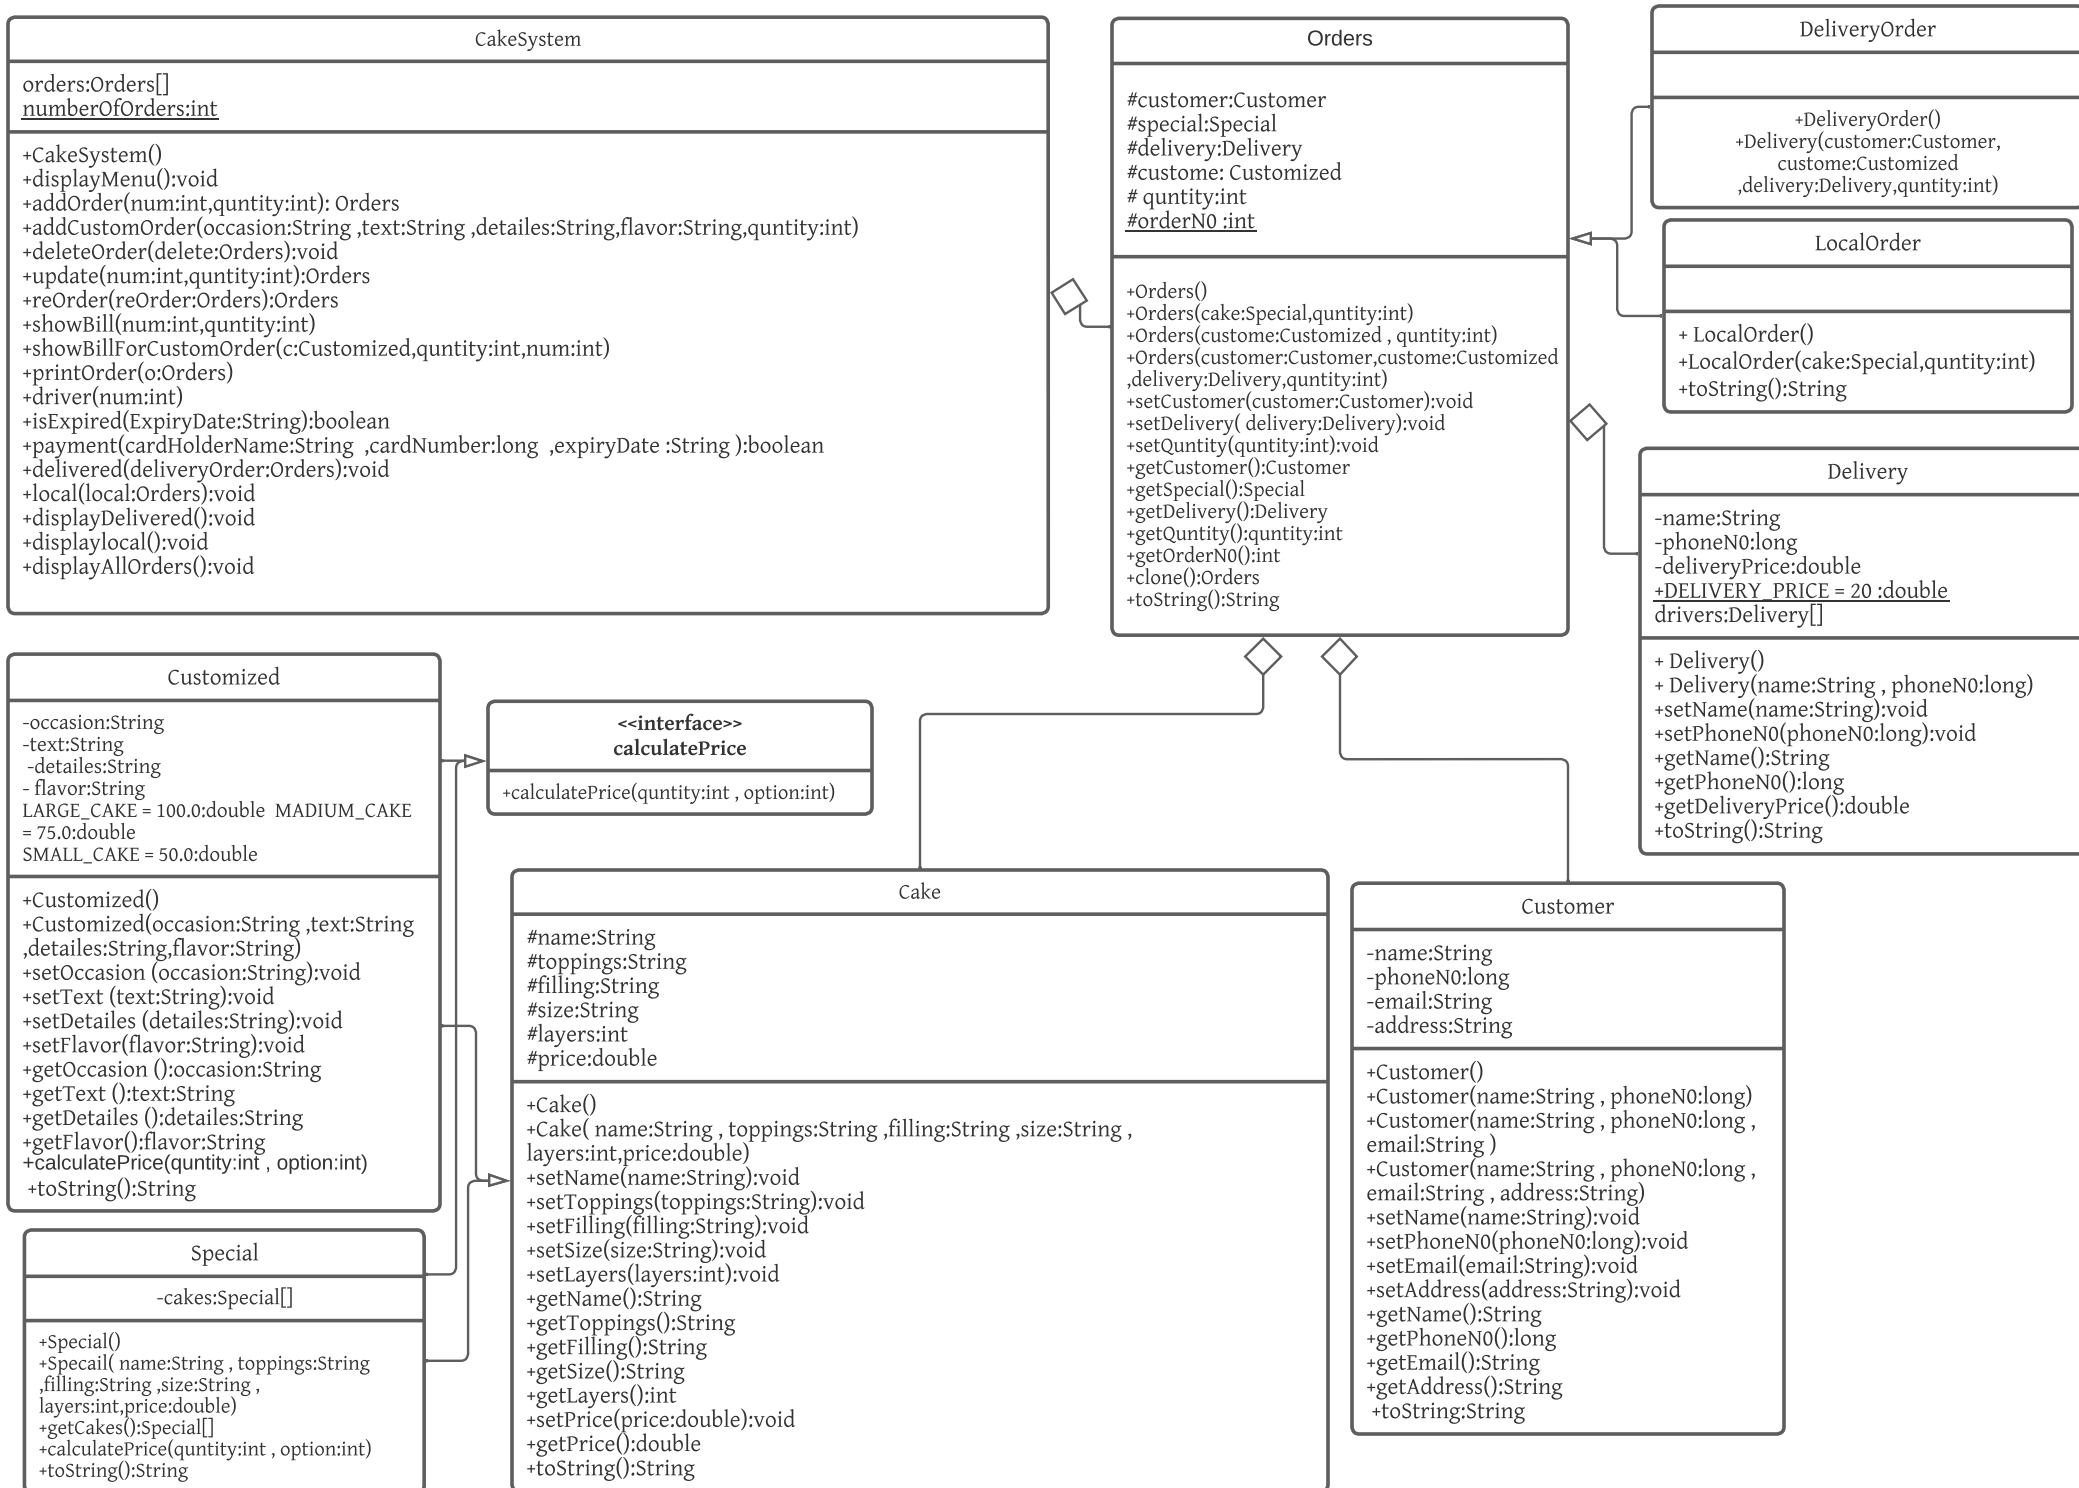 CakeSystem
orders:Orders[]
numberOfOrders:int
+CakeSystem()
+displayMenu():void
+addOrder(num:int,quntity:int): Orders
+addCustomOrder(occasion:String ,text:String ,detailes:String,flavor:String,quntity:int)
+deleteOrder(delete:Orders):void
+update(num:int,quntity:int):Orders
+reOrder(reOrder:Orders):Orders
+showBill(num:int,quntity:int)
+showBillForCustomOrder(c:Customized,quntity:int,num:int)
+printOrder(o:Orders)
+driver(num:int)
+isExpired(ExpiryDate:String):boolean
+payment(cardHolderName:String ,cardNumber:long ,expiryDate :String ):boolean
+delivered(deliveryOrder:Orders):void
+local(local:Orders):void
+displayDelivered():void
+displaylocal():void
+displayAllOrders():void
Orders
#customer:Customer
#special:Special
#delivery:Delivery
#custome: Customized
# quntity:int
#orderN0 :int
+Orders()
+Orders(cake:Special,quntity:int)
+Orders(custome:Customized , quntity:int)
+Orders(customer:Customer,custome:Customized
,delivery:Delivery,quntity:int)
+setCustomer(customer:Customer):void
+setDelivery( delivery:Delivery):void
+setQuntity(quntity:int):void
+getCustomer():Customer
+getSpecial():Special
+getDelivery():Delivery
+getQuntity():quntity:int
+getOrderN0():int
+clone():Orders
+toString():String
DeliveryOrder
+DeliveryOrder()
+Delivery(customer:Customer,
custome:Customized
,delivery:Delivery,quntity:int)
LocalOrder
+ LocalOrder()
+LocalOrder(cake:Special,quntity:int)
+toString():String
Delivery
-name:String
-phoneN0:long
-deliveryPrice:double
+DELIVERY_PRICE = 20 :double
drivers:Delivery[]
+ Delivery()
+ Delivery(name:String , phoneN0:long)
+setName(name:String):void
+setPhoneN0(phoneN0:long):void
+getName():String
+getPhoneN0():long
+getDeliveryPrice():double
+toString():String
Customized
-occasion:String
-text:String
-detailes:String
- flavor:String
LARGE_CAKE = 100.0:double MADIUM_CAKE
= 75.0:double
SMALL_CAKE = 50.0:double
+Customized()
+Customized(occasion:String ,text:String
,detailes:String,flavor:String)
+setOccasion (occasion:String):void
+setText (text:String):void
+setDetailes (detailes:String):void
+setFlavor(flavor:String):void
+getOccasion ():occasion:String
+getText ():text:String
+getDetailes ():detailes:String
+getFlavor():flavor:String
+calculatePrice(quntity:int , option:int)
+toString():String
<<interface>>
calculatePrice
+calculatePrice(quntity:int , option:int)
Cake
#name:String
#toppings:String
#filling:String
#size:String
#layers:int
#price:double
+Cake()
+Cake( name:String , toppings:String ,filling:String ,size:String ,
layers:int,price:double)
+setName(name:String):void
+setToppings(toppings:String):void
+setFilling(filling:String):void
+setSize(size:String):void
+setLayers(layers:int):void
+getName():String
+getToppings():String
+getFilling():String
+getSize():String
+getLayers():int
+setPrice(price:double):void
+getPrice():double
+toString():String
Customer
-name:String
-phoneN0:long
-email:String
-address:String
+Customer()
+Customer(name:String , phoneN0:long)
+Customer(name:String , phoneN0:long ,
email:String )
+Customer(name:String , phoneN0:long ,
email:String , address:String)
+setName(name:String):void
+setPhoneN0(phoneN0:long):void
+setEmail(email:String):void
+setAddress(address:String):void
+getName():String
+getPhoneN0():long
+getEmail():String
+getAddress():String
+toString:String
Special
-cakes:Special[]
+Special()
+Specail( name:String , toppings:String
,filling:String ,size:String ,
layers:int,price:double)
+getCakes():Special[]
+calculatePrice(quntity:int , option:int)
+toString():String